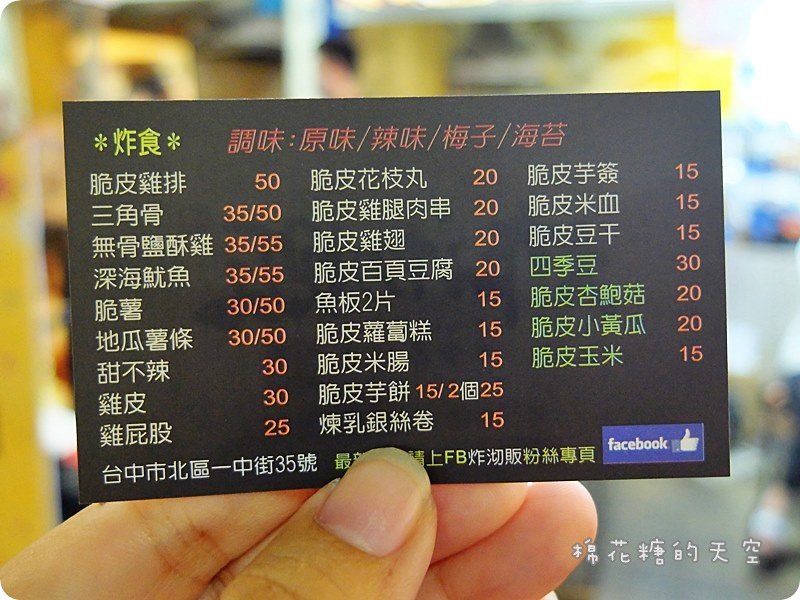 ＊炸食＊ 調味:原味/辣味/梅子/海苔
脆皮雞排 50
三角骨 35/50
無骨鹽酥雞 35/55
深海魷魚 35/55
脆薯 30/50
地瓜薯條 30/50
甜不辣 30
雞皮 30
雞屁股 25
脆皮花枝丸 20
脆皮雞腿肉串 20
脆皮雞翅 20
脆皮百頁豆腐 20
魚板2片 15
脆皮蘿蔔糕 15
脆皮米腸 15
脆皮芋餅 15/2個25
煉乳銀絲卷 15
脆皮芋簽 15
脆皮米血 15
脆皮豆干 15
四季豆 30
脆皮杏鮑菇 20
脆皮小黃瓜 20
脆皮玉米 15
台中市北區一中街35號
請上FB炸沏販粉絲專頁
facebook
棉花糖的天空